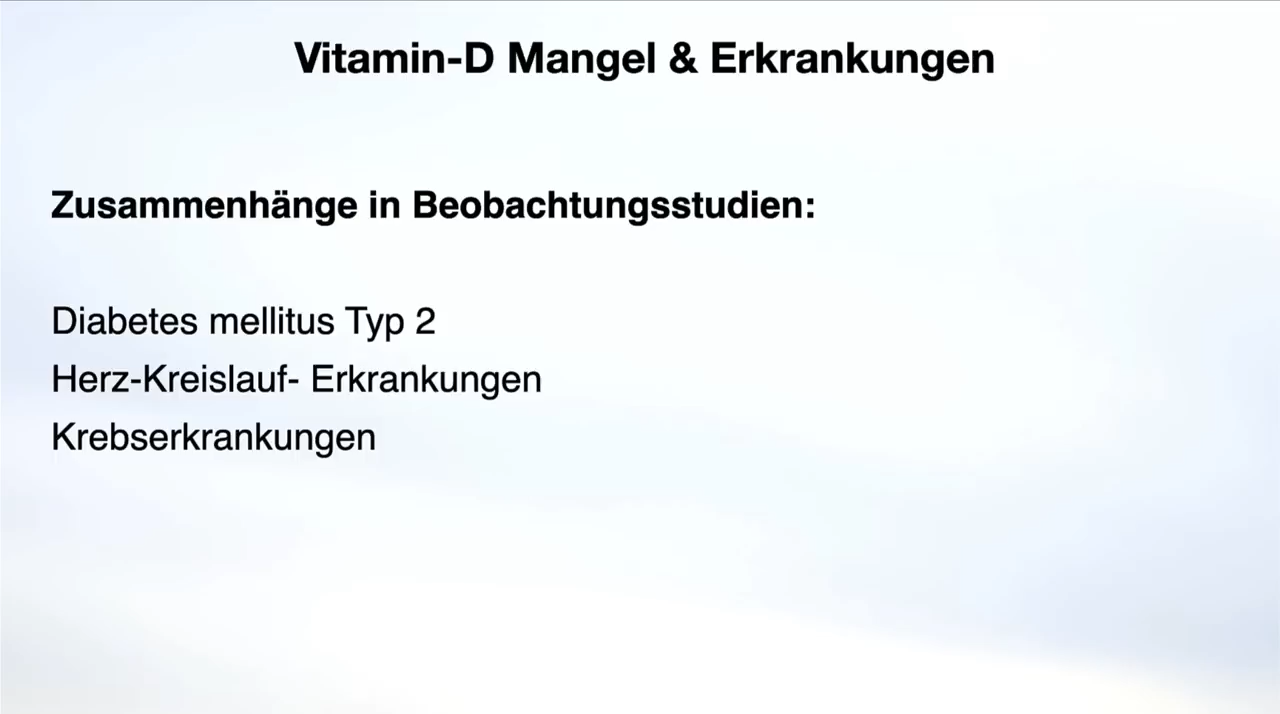 Vitamin-D Mangel & Erkrankungen
Zusammenhänge in Beobachtungsstudien:
Diabetes mellitus Typ 2
Herz-Kreislauf- Erkrankungen
Krebserkrankungen